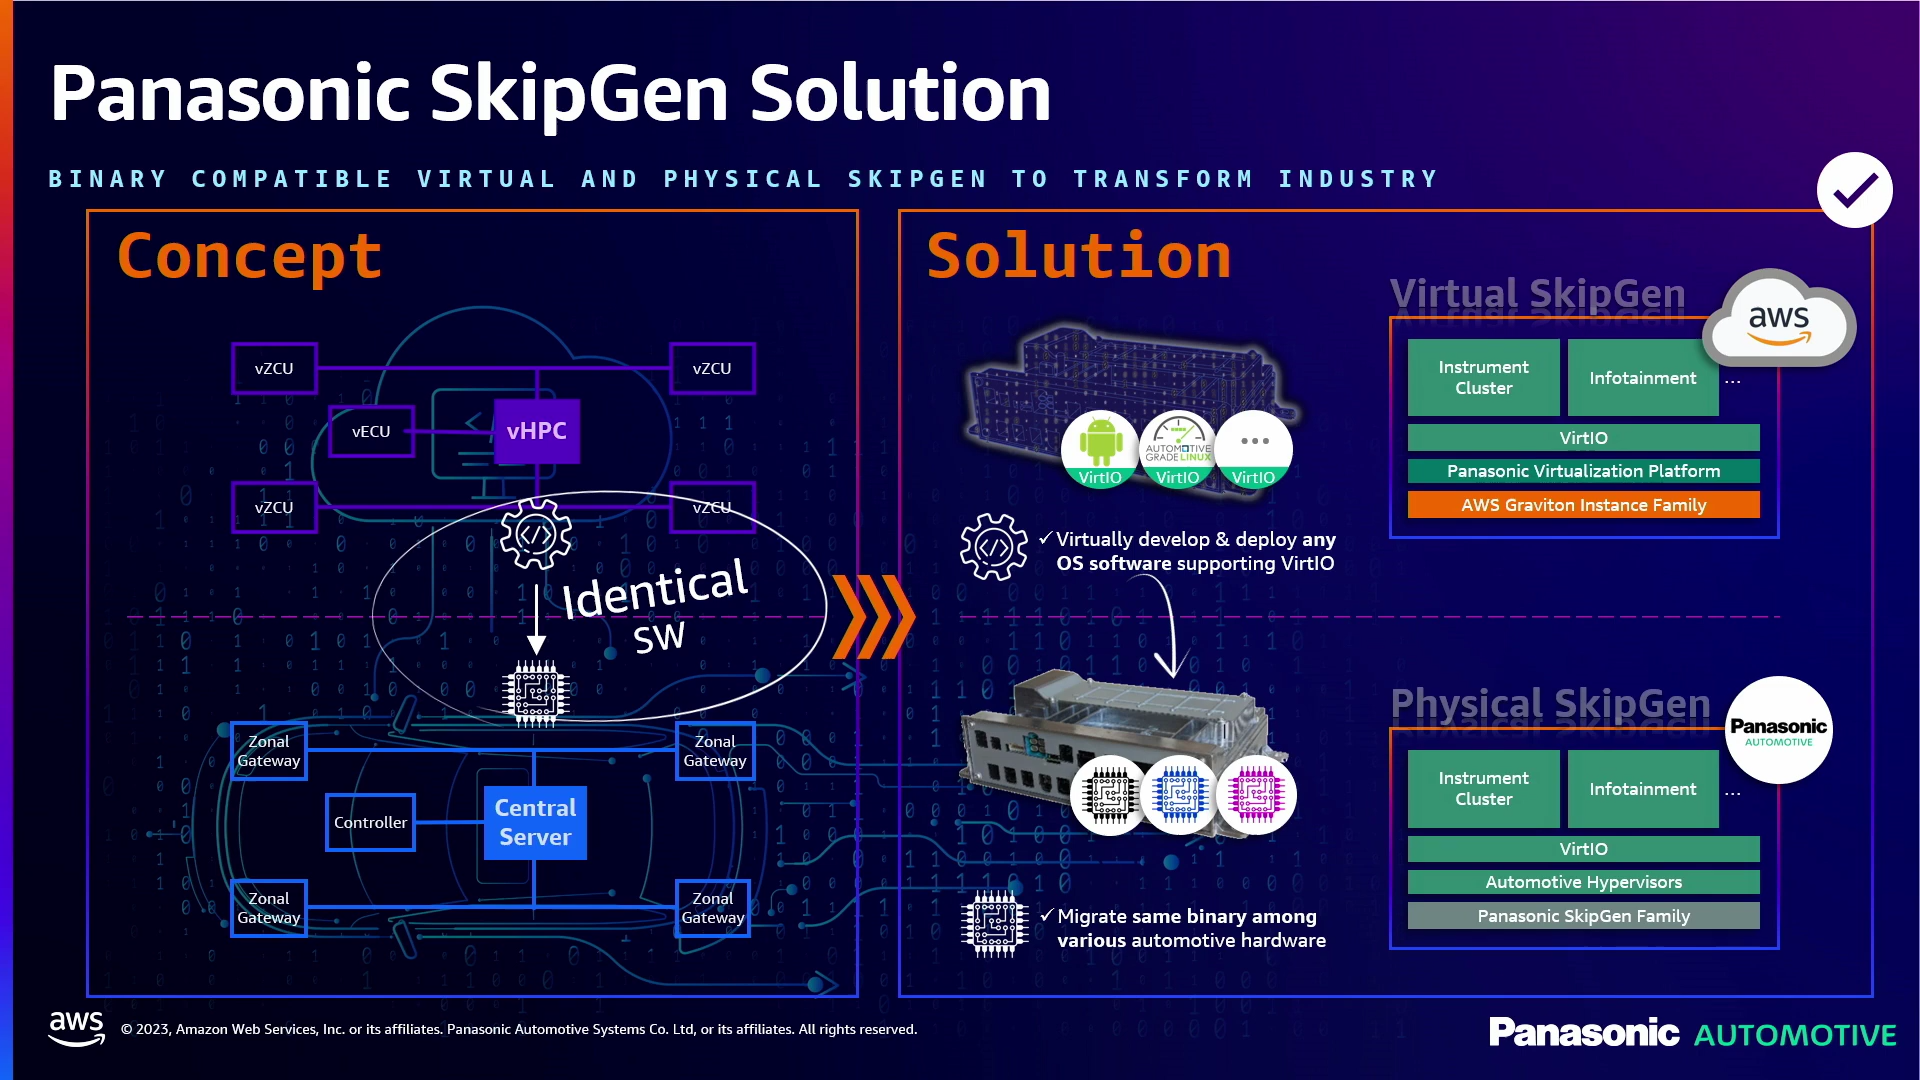 Panasonic SkipGen Solution
BINARY COMPATIBLE VIRTUAL AND PHYSICAL SKIPGEN TO TRANSFORM INDUSTRY
Concept
vZCU
vZCU
vECU
vHPC
vZCU
vZCU
</>
Identical
SW
Zonal
Gateway
Zonal
Gateway
Controller
Central
Server
Zonal
Gateway
Zonal
Gateway
Solution
VirtIO
AUTOMOTIVE
GRADE LINUX
VirtIO
...
VirtIO
</>
✓Virtually develop & deploy any
OS software supporting VirtIO
✓Migrate same binary among
various automotive hardware
Virtual SkipGen
aws
Instrument
Cluster
Infotainment
...
VirtIO
Panasonic Virtualization Platform
AWS Graviton Instance Family
Physical SkipGen
Panasonic
AUTOMOTIVE
Instrument
Cluster
Infotainment
...
VirtIO
Automotive Hypervisors
Panasonic SkipGen Family
aws
© 2023, Amazon Web Services, Inc. or its affiliates. Panasonic Automotive Systems Co. Ltd, or its affiliates. All rights reserved.
Panasonic AUTOMOTIVE